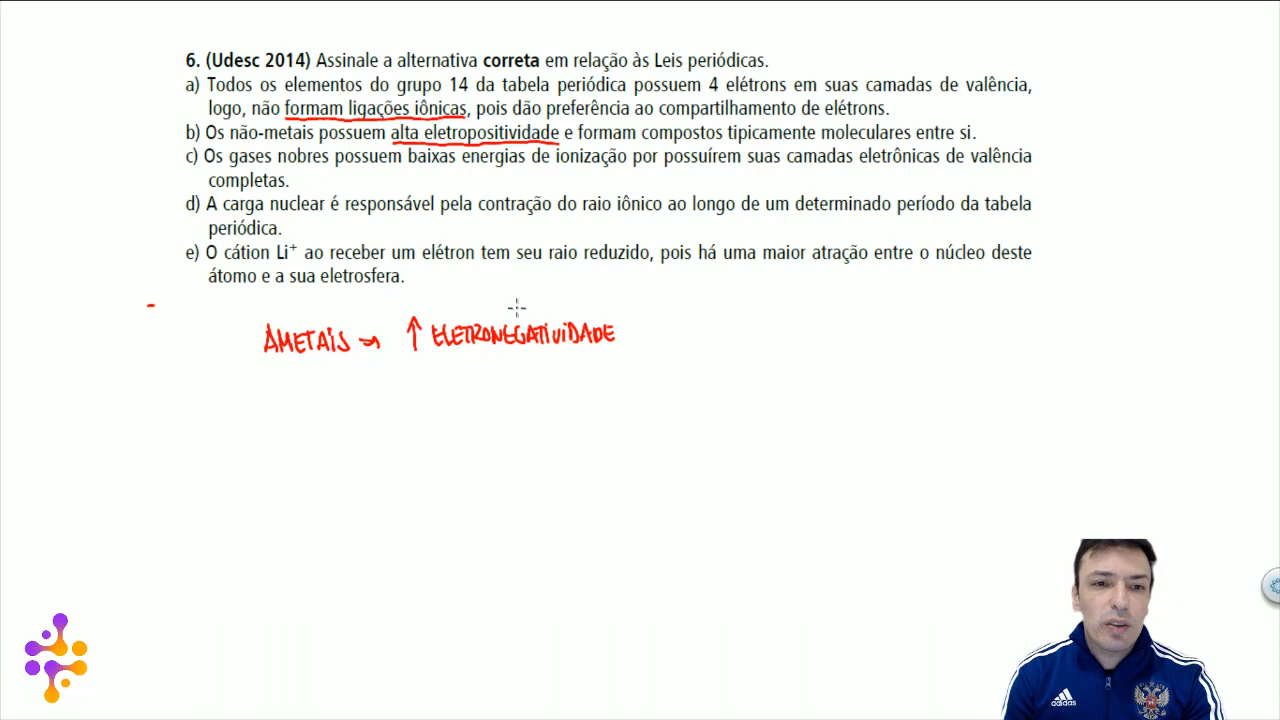 6. (Udesc 2014) Assinale a alternativa correta em relação às Leis periódicas.
a) Todos os elementos do grupo 14 da tabela periódica possuem 4 elétrons em suas camadas de valência,
logo, não formam ligações iônicas, pois dão preferência ao compartilhamento de elétrons.
b) Os não-metais possuem alta eletropositividade e formam compostos tipicamente moleculares entre si.
c) Os gases nobres possuem baixas energias de ionização por possuírem suas camadas eletrônicas de valência
completas.
d) A carga nuclear é responsável pela contração do raio iônico ao longo de um determinado período da tabela
periódica.
e) O cátion Li⁺ ao receber um elétron tem seu raio reduzido, pois há uma maior atração entre o núcleo deste
átomo e a sua eletrosfera.
AMETAIS → ↑ ELETRONEGATIVIDADE
adidas